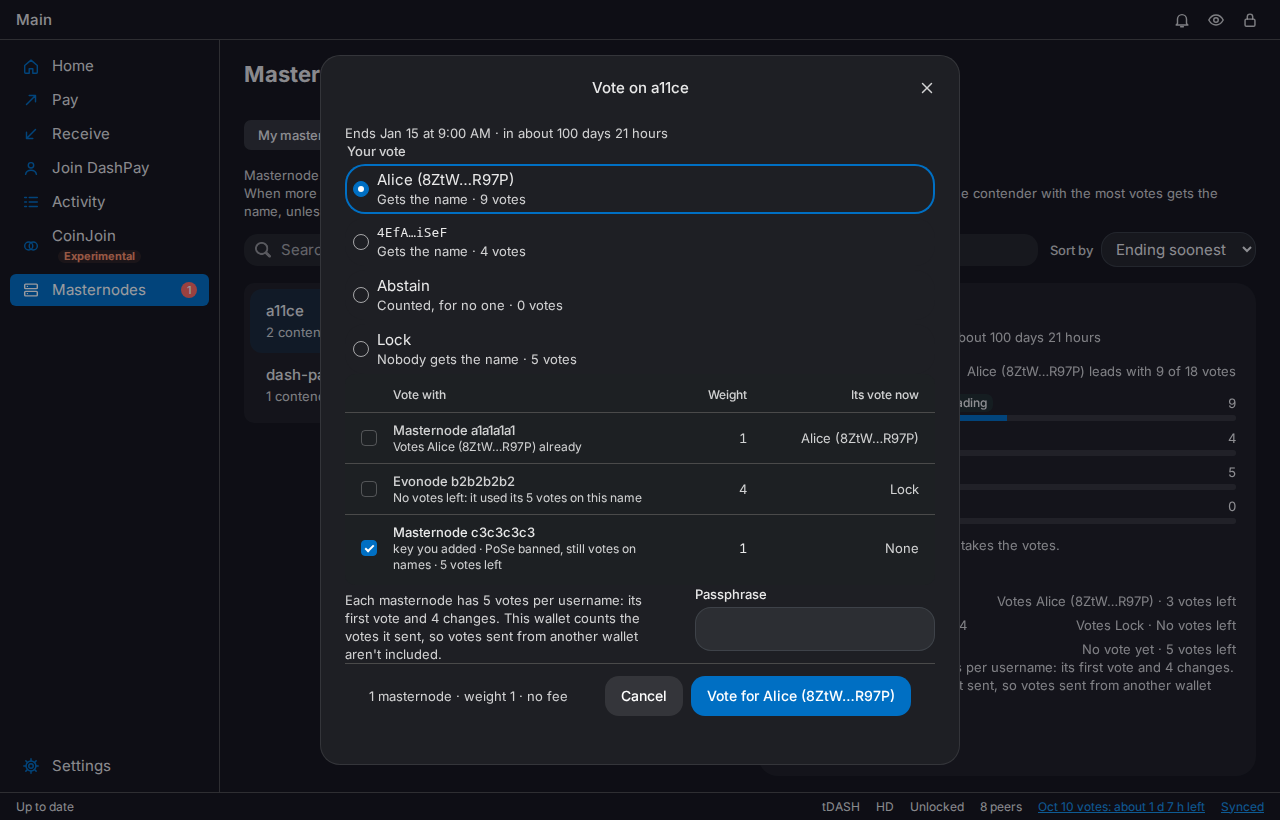 Main
Home
Pay
Receive
Join DashPay
Activity
CoinJoin
Experimental
Masternodes
1
Settings
Master
My master
Masternode
When more
e contender with the most votes gets the
name, unles
Searc
Sort by
Ending soonest
a11ce
2 conten
dash-pa
1 conten
bout 100 days 21 hours
Alice (8ZtW…R97P) leads with 9 of 18 votes
ading
9
4
5
0
takes the votes.
Votes Alice (8ZtW…R97P) · 3 votes left
4
Votes Lock · No votes left
No vote yet · 5 votes left
s per username: its first vote and 4 changes.
t sent, so votes sent from another wallet
Vote on a11ce
Ends Jan 15 at 9:00 AM · in about 100 days 21 hours
Your vote
Alice (8ZtW…R97P)
Gets the name · 9 votes
4EfA…iSeF
Gets the name · 4 votes
Abstain
Counted, for no one · 0 votes
Lock
Nobody gets the name · 5 votes
Vote with
Weight
Its vote now
Masternode a1a1a1a1
Votes Alice (8ZtW…R97P) already
1
Alice (8ZtW…R97P)
Evonode b2b2b2b2
No votes left: it used its 5 votes on this name
4
Lock
Masternode c3c3c3c3
key you added · PoSe banned, still votes on
names · 5 votes left
1
None
Each masternode has 5 votes per username: its
first vote and 4 changes. This wallet counts the
votes it sent, so votes sent from another wallet
aren't included.
Passphrase
1 masternode · weight 1 · no fee
Cancel
Vote for Alice (8ZtW…R97P)
Up to date
tDASH
HD
Unlocked
8 peers
Oct 10 votes: about 1 d 7 h left
Synced